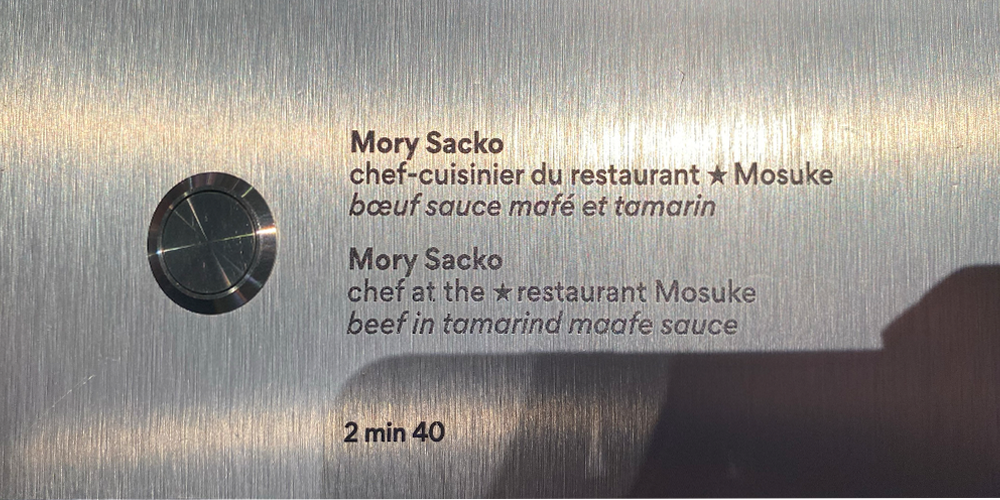 Mory Sacko
chef-cuisinier du restaurant ★ Mosuke
bœuf sauce mafé et tamarin
Mory Sacko
chef at the ★ restaurant Mosuke
beef in tamarind maafe sauce
2 min 40